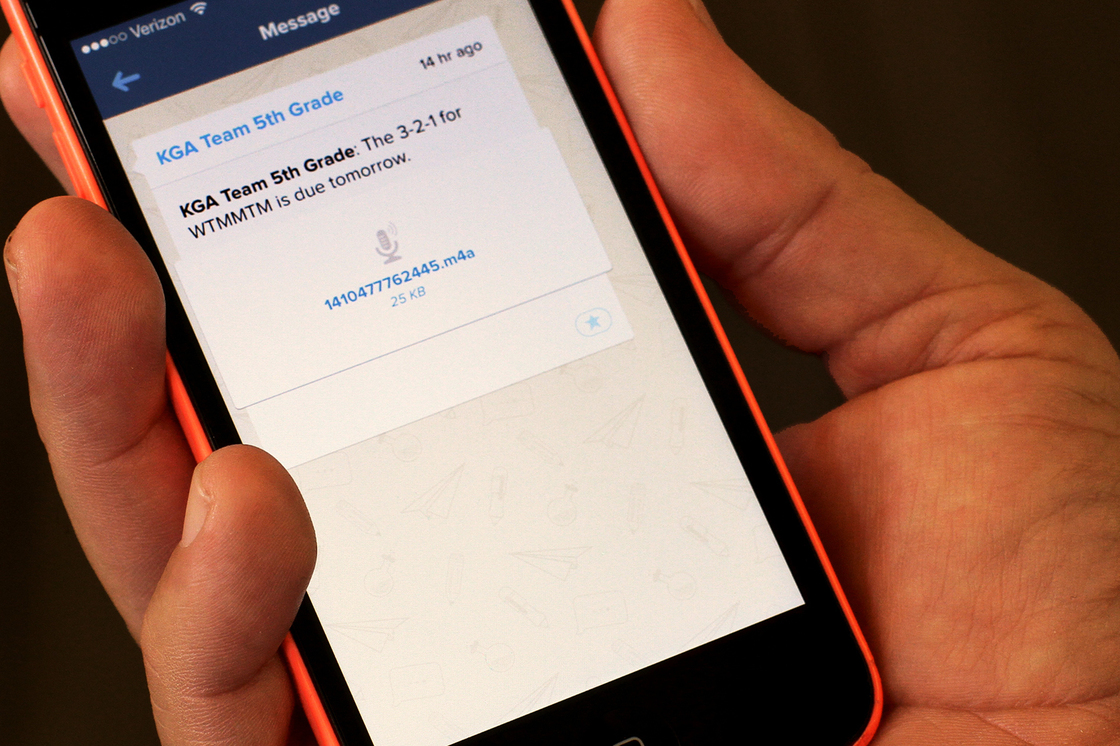 Verizon
Message
14 hr ago
KGA Team 5th Grade
KGA Team 5th Grade: The 3-2-1 for
WTMMTM is due tomorrow.
1410477762445.m4a
25 KB